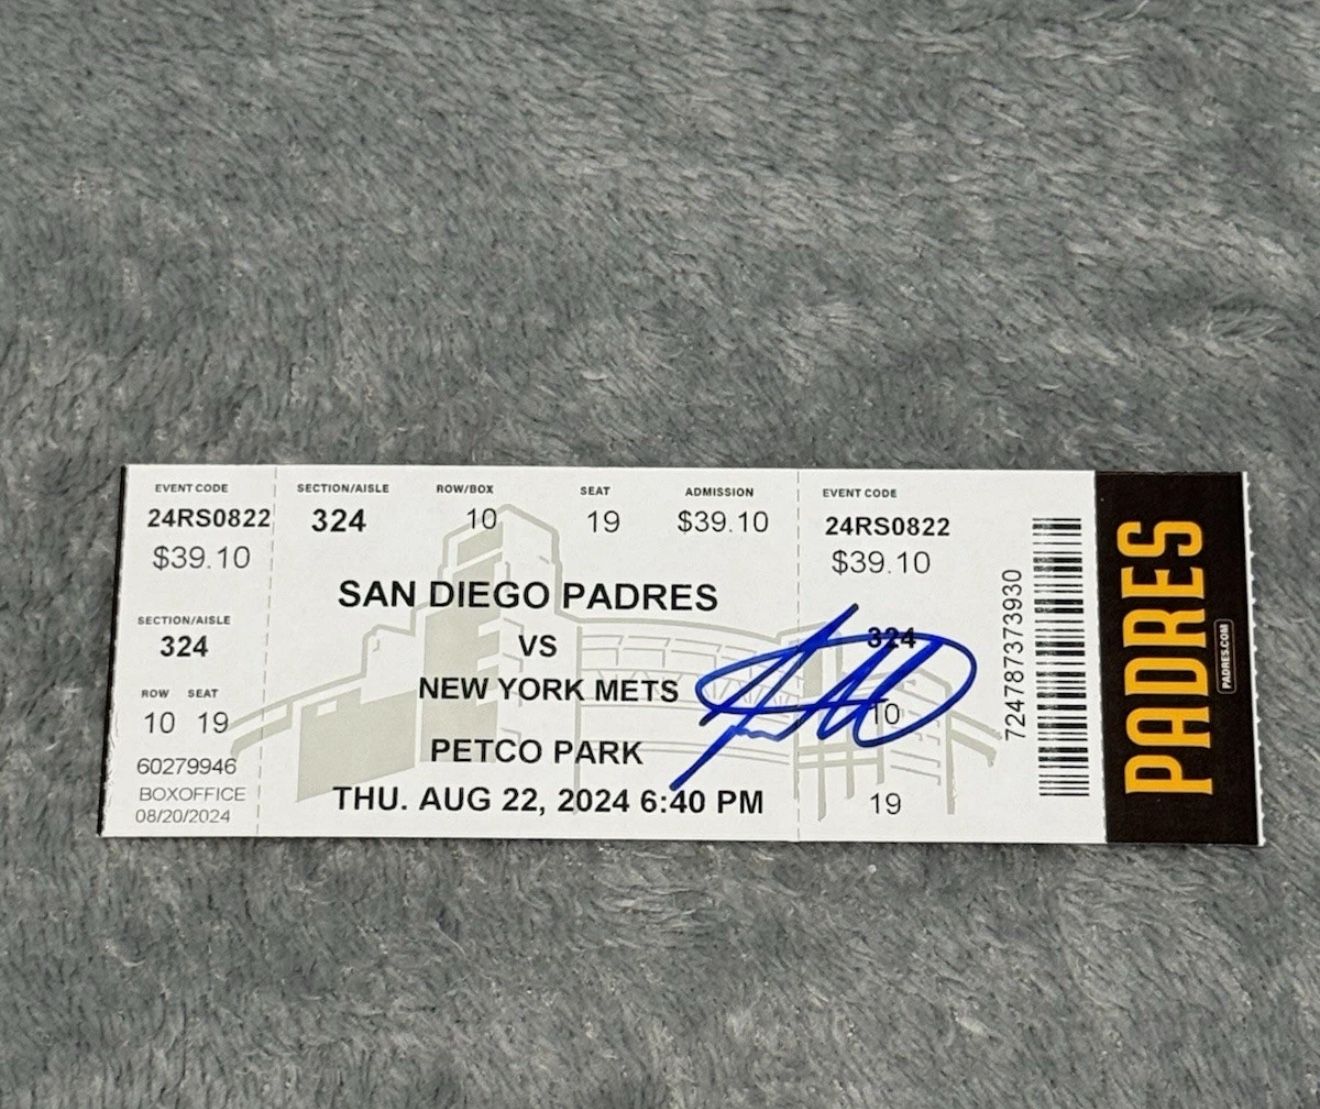 EVENT CODE
24RS0822
$39.10
SECTION/AISLE
324
ROW SEAT
10 19
60279946
BOXOFFICE
08/20/2024
SECTION/AISLE ROW/BOX SEAT ADMISSION
324 10 19 $39.10
SAN DIEGO PADRES
VS
NEW YORK METS
PETCO PARK
THU. AUG 22, 2024 6:40 PM
EVENT CODE
24RS0822
$39.10
324
10
19
724787373930
PADRES
PADRES.COM